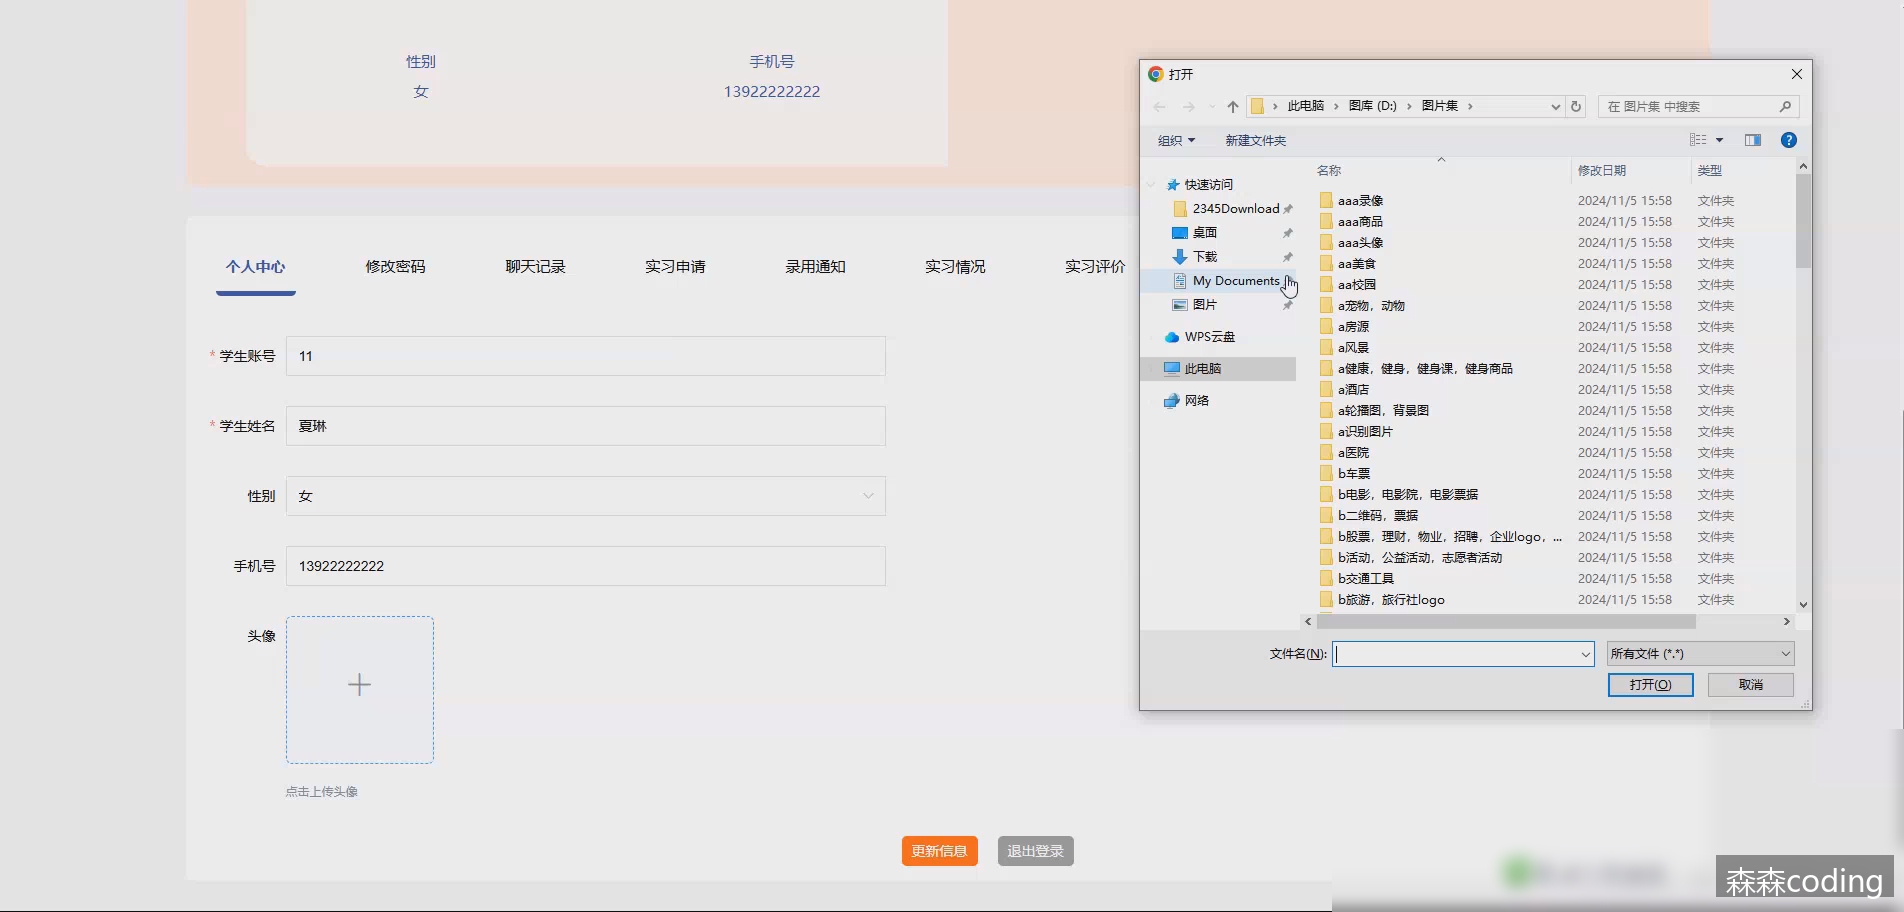 性别
手机号
女
13922222222
个人中心
修改密码
聊天记录
实习申请
录用通知
实习情况
实习评价
* 学生账号
11
* 学生姓名
夏琳
性别
女
手机号
13922222222
头像
点击上传头像
更新信息
退出登录
打开
此电脑 › 图库 (D:) › 图片集 ›
在 图片集 中搜索
组织
新建文件夹
快速访问
2345Download
桌面
下载
My Documents
图片
WPS云盘
此电脑
网络
名称 修改日期 类型
aaa录像 2024/11/5 15:58 文件夹
aaa商品 2024/11/5 15:58 文件夹
aaa头像 2024/11/5 15:58 文件夹
aa美食 2024/11/5 15:58 文件夹
aa校园 2024/11/5 15:58 文件夹
a宠物，动物 2024/11/5 15:58 文件夹
a房源 2024/11/5 15:58 文件夹
a风景 2024/11/5 15:58 文件夹
a健康，健身，健身课，健身商品 2024/11/5 15:58 文件夹
a酒店 2024/11/5 15:58 文件夹
a轮播图，背景图 2024/11/5 15:58 文件夹
a识别图片 2024/11/5 15:58 文件夹
a医院 2024/11/5 15:58 文件夹
b车票 2024/11/5 15:58 文件夹
b电影，电影院，电影票据 2024/11/5 15:58 文件夹
b二维码，票据 2024/11/5 15:58 文件夹
b股票，理财，物业，招聘，企业logo，... 2024/11/5 15:58 文件夹
b活动，公益活动，志愿者活动 2024/11/5 15:58 文件夹
b交通工具 2024/11/5 15:58 文件夹
b旅游，旅行社logo 2024/11/5 15:58 文件夹
文件名(N):
所有文件 (*.*)
打开(O)
取消
森森coding